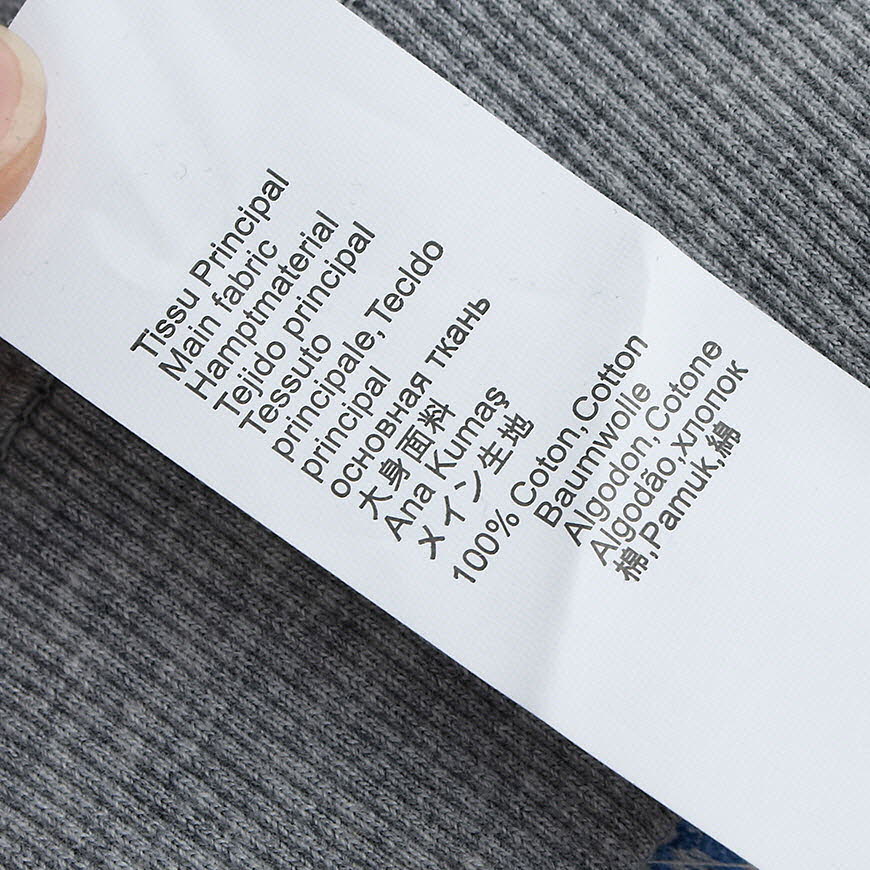 Tissu Principal
Main fabric
Hamptmaterial
Tejido principal
Tessuto
principale, Tecldo
principal
основная ткань
大身面料
Ana Kumaş
メイン生地
100% Coton,Cotton
Baumwolle
Algodon,Cotone
Algodão,хлопок
棉,Pamuk,綿